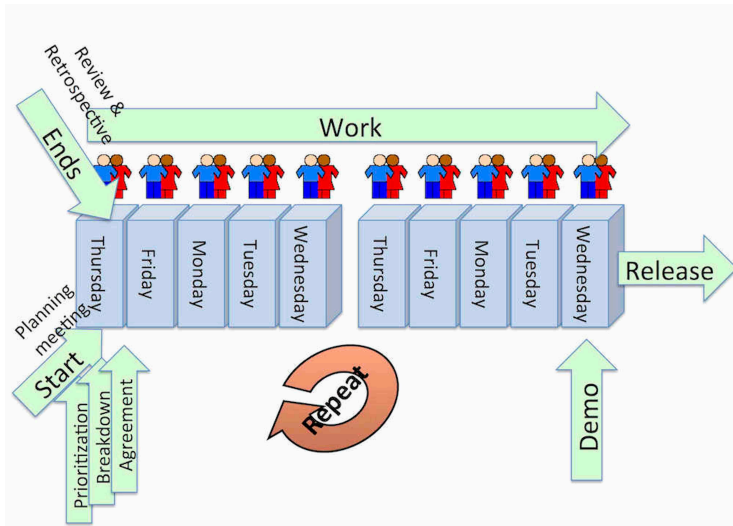 Review &
Retrospective
Ends
Work
Thursday
Friday
Monday
Tuesday
Wednesday
Thursday
Friday
Monday
Tuesday
Wednesday
Release
Planning
meeting
Start
Prioritization
Breakdown
Agreement
Repeat
Demo